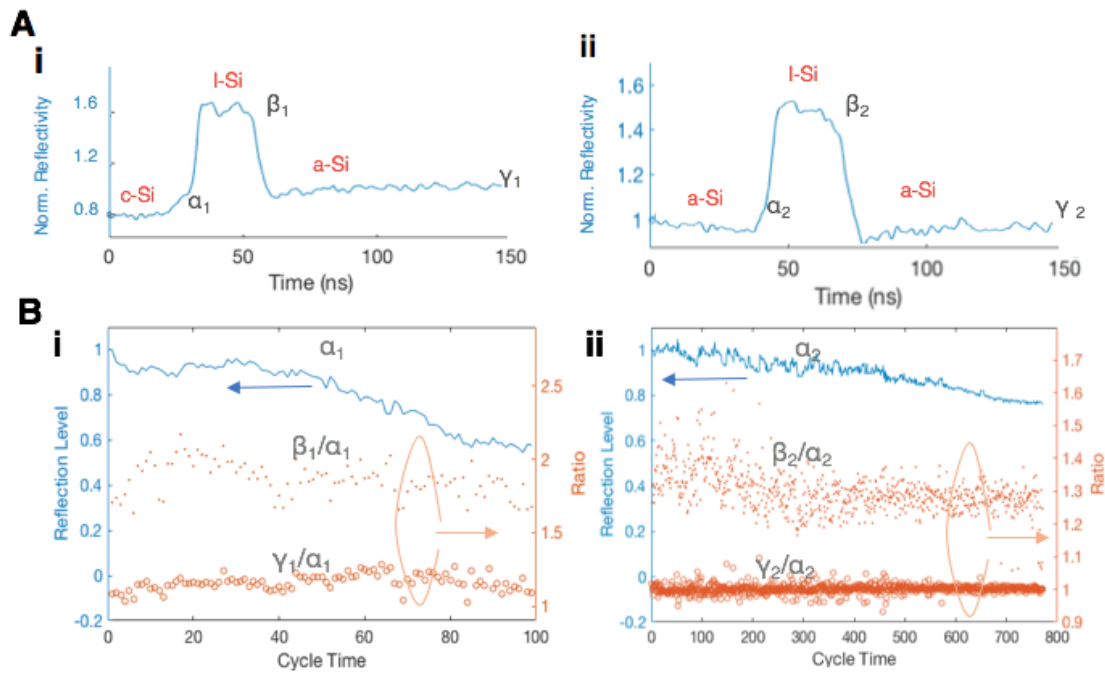 A
i
l-Si
β1
c-Si
α1
a-Si
γ1
Norm. Reflectivity
1.6
1.2
0.8
0
50
100
150
Time (ns)
ii
l-Si
β2
a-Si
α2
a-Si
γ 2
Norm. Reflectivity
1.6
1.4
1.2
1
0
50
100
150
Time (ns)
B
i
α1
β1/α1
γ1/α1
Reflection Level
1
0.8
0.6
0.4
0.2
0
-0.2
Ratio
2.5
2
1.5
1
0
20
40
60
80
100
Cycle Time
ii
α2
β2/α2
γ2/α2
Reflection Level
1
0.8
0.6
0.4
0.2
0
-0.2
Ratio
1.7
1.6
1.5
1.4
1.3
1.2
1.1
1
0.9
0
100
200
300
400
500
600
700
800
Cycle Time